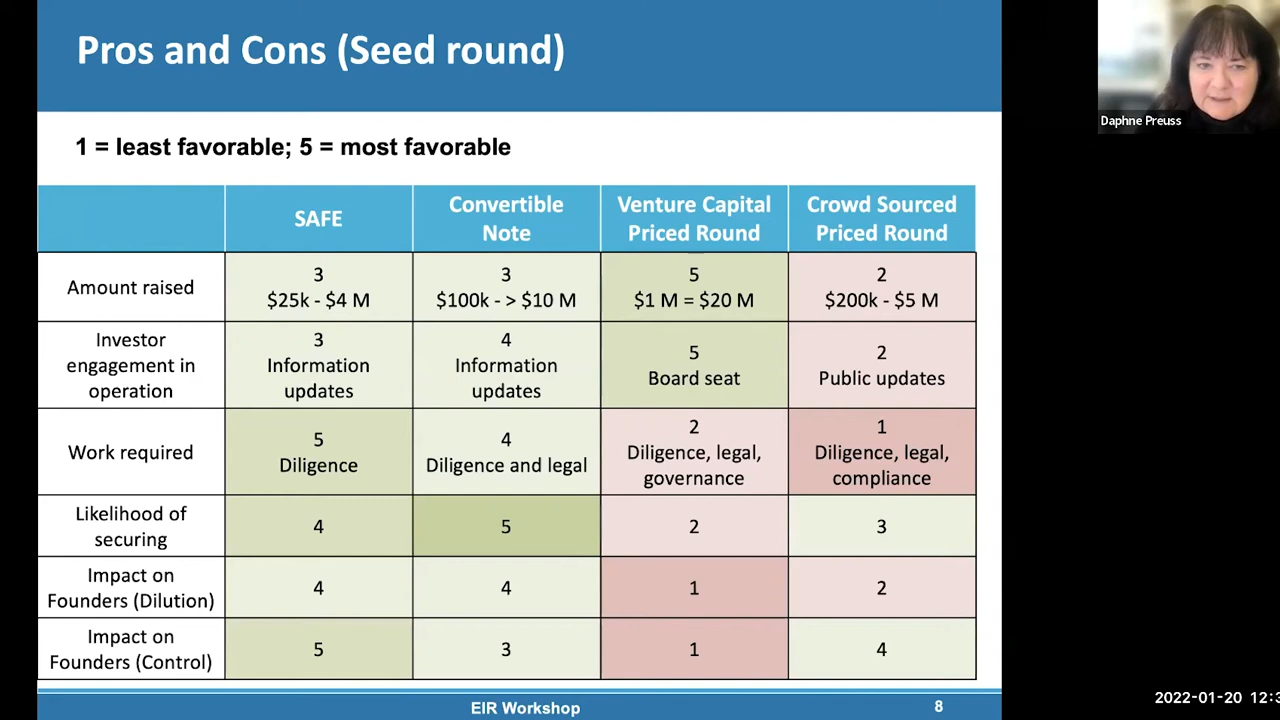 Pros and Cons (Seed round)
1 = least favorable; 5 = most favorable
SAFE
Convertible
Note
Venture Capital
Priced Round
Crowd Sourced
Priced Round
Amount raised
3
$25k - $4 M
3
$100k - > $10 M
5
$1 M = $20 M
2
$200k - $5 M
Investor
engagement in
operation
3
Information
updates
4
Information
updates
5
Board seat
2
Public updates
Work required
5
Diligence
4
Diligence and legal
2
Diligence, legal,
governance
1
Diligence, legal,
compliance
Likelihood of
securing
4
5
2
3
Impact on
Founders (Dilution)
4
4
1
2
Impact on
Founders (Control)
5
3
1
4
EIR Workshop
8
Daphne Preuss
2022-01-20 12:3